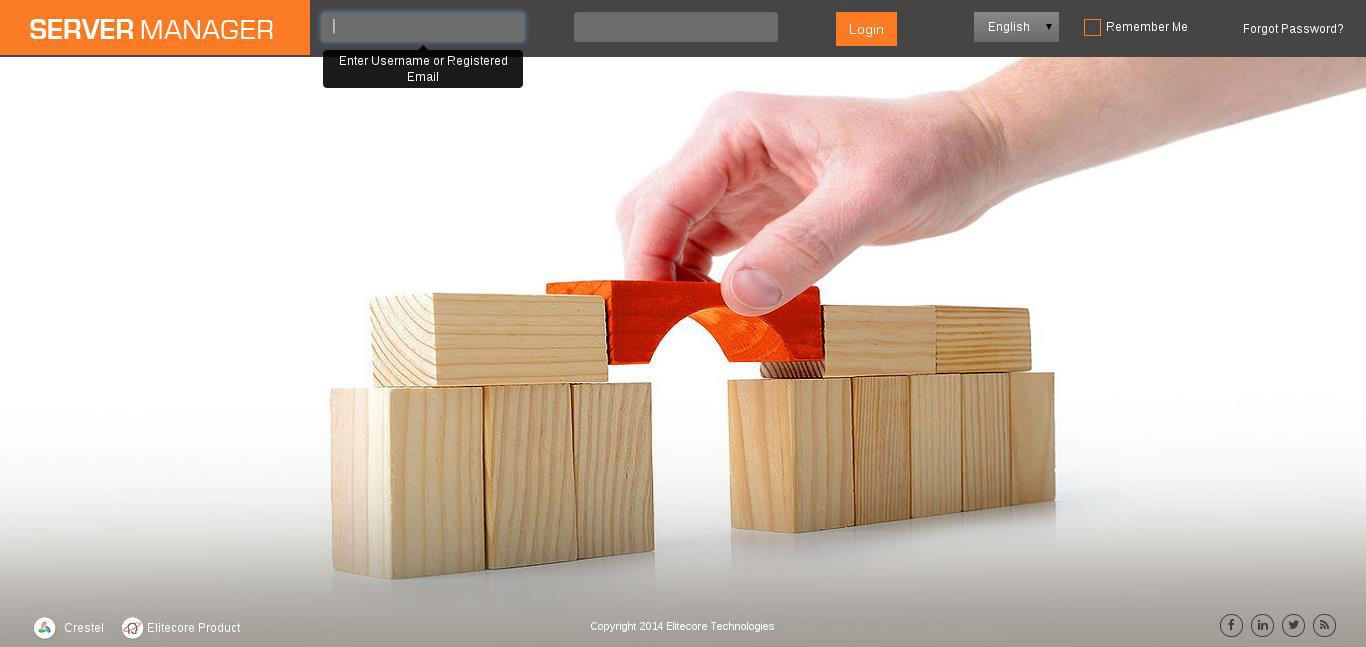 SERVER MANAGER
Login
English
Remember Me
Forgot Password?
Enter Username or Registered
Email
Crestel
Elitecore Product
Copyright 2014 Elitecore Technologies